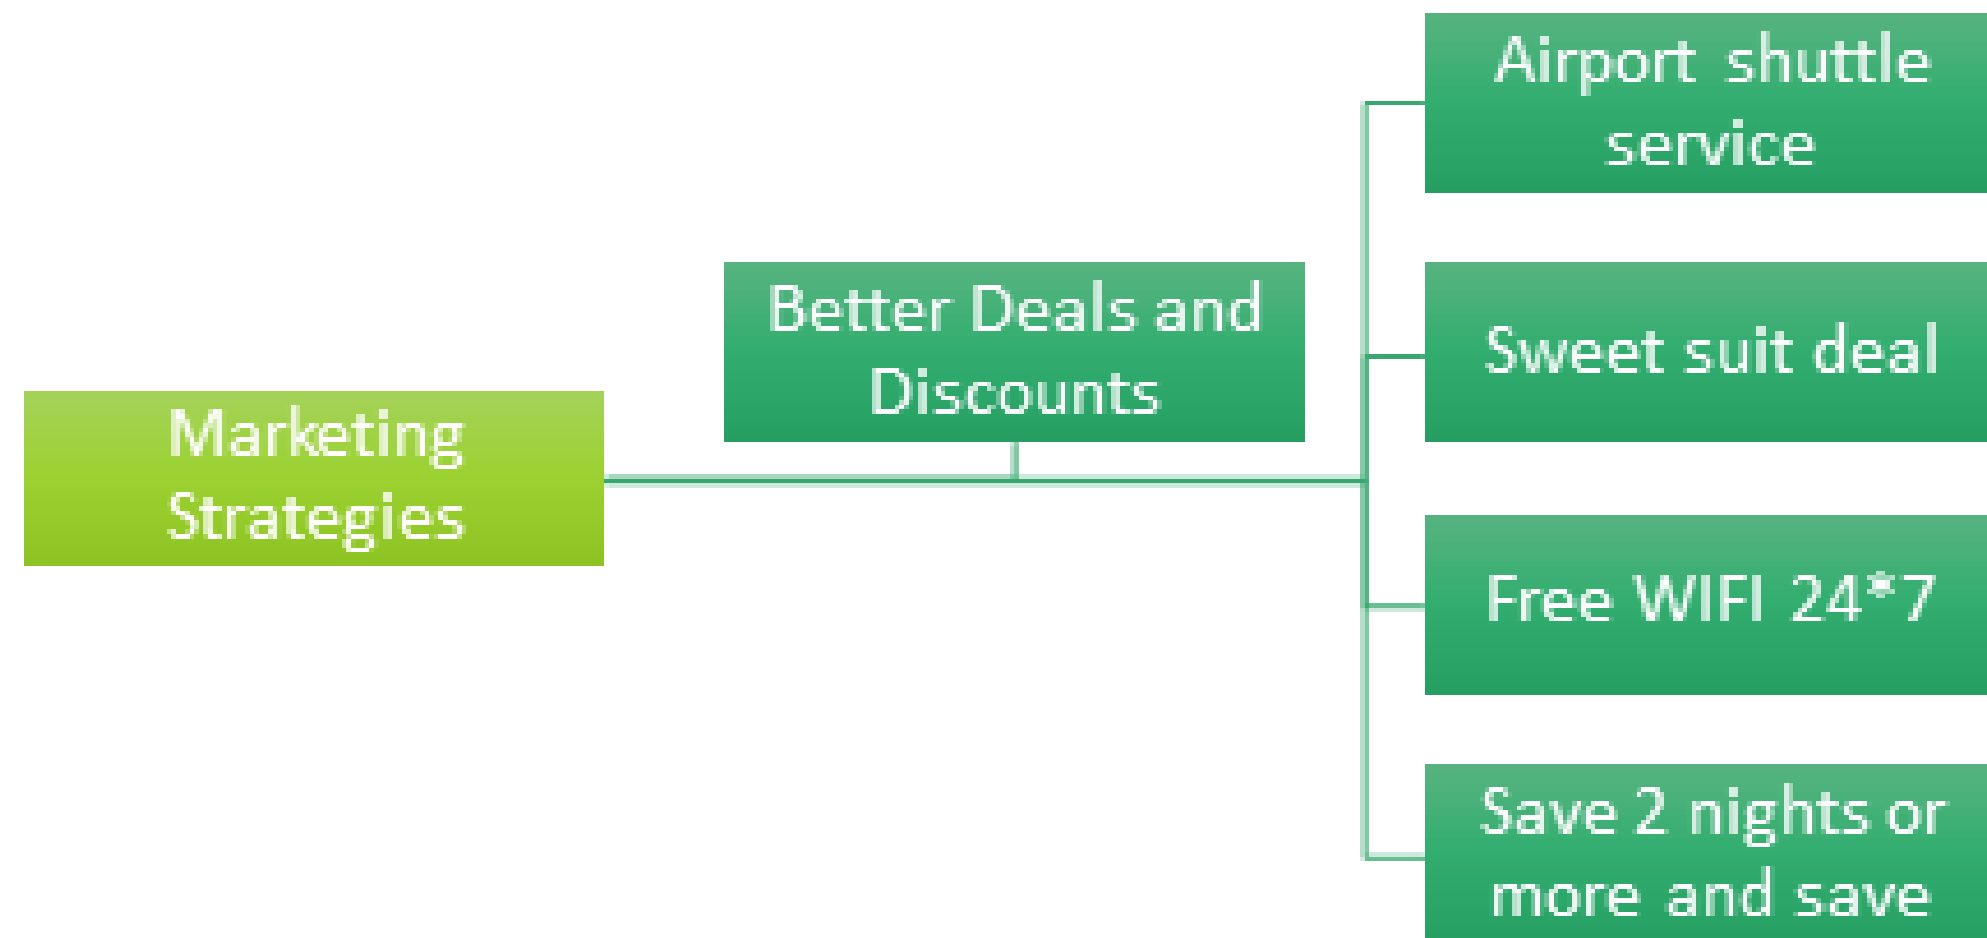 Marketing
Strategies
Better Deals and
Discounts
Airport shuttle
service
Sweet suit deal
Free WIFI 24*7
Save 2 nights or
more and save